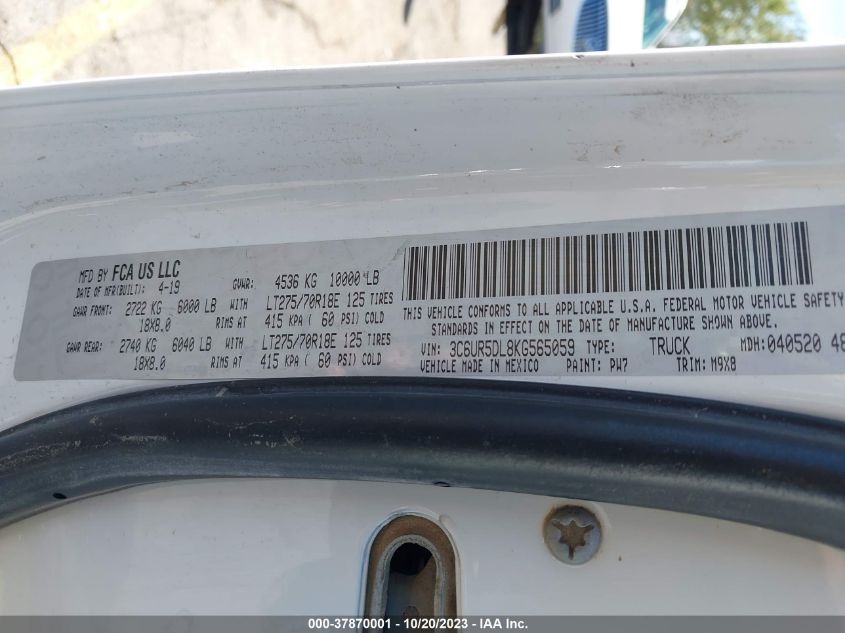 MFD BY FCA US LLC
DATE OF MFR(BUILT): 4-19 GVWR: 4536 KG 10000 LB
GAWR FRONT: 2722 KG 6000 LB WITH LT275/70R18E 125 TIRES
18X8.0 RIMS AT 415 KPA ( 60 PSI) COLD
GAWR REAR: 2740 KG 6040 LB WITH LT275/70R18E 125 TIRES
18X8.0 RIMS AT 415 KPA ( 60 PSI) COLD
THIS VEHICLE CONFORMS TO ALL APPLICABLE U.S.A. FEDERAL MOTOR VEHICLE SAFETY
STANDARDS IN EFFECT ON THE DATE OF MANUFACTURE SHOWN ABOVE.
VIN: 3C6UR5DL8KG565059 TYPE: TRUCK MDH: 040520 48
VEHICLE MADE IN MEXICO PAINT: PW7 TRIM: M9X8
000-37870001 - 10/20/2023 - IAA Inc.